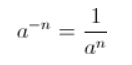 a^{-n} = \frac{1}{a^n}